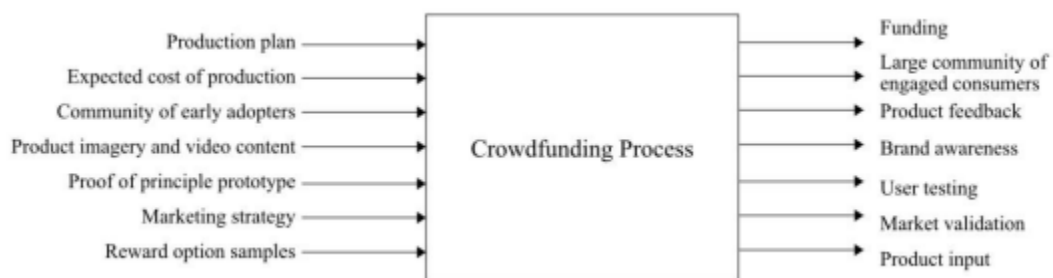 Production plan
Expected cost of production
Community of early adopters
Product imagery and video content
Proof of principle prototype
Marketing strategy
Reward option samples
Crowdfunding Process
Funding
Large community of
engaged consumers
Product feedback
Brand awareness
User testing
Market validation
Product input